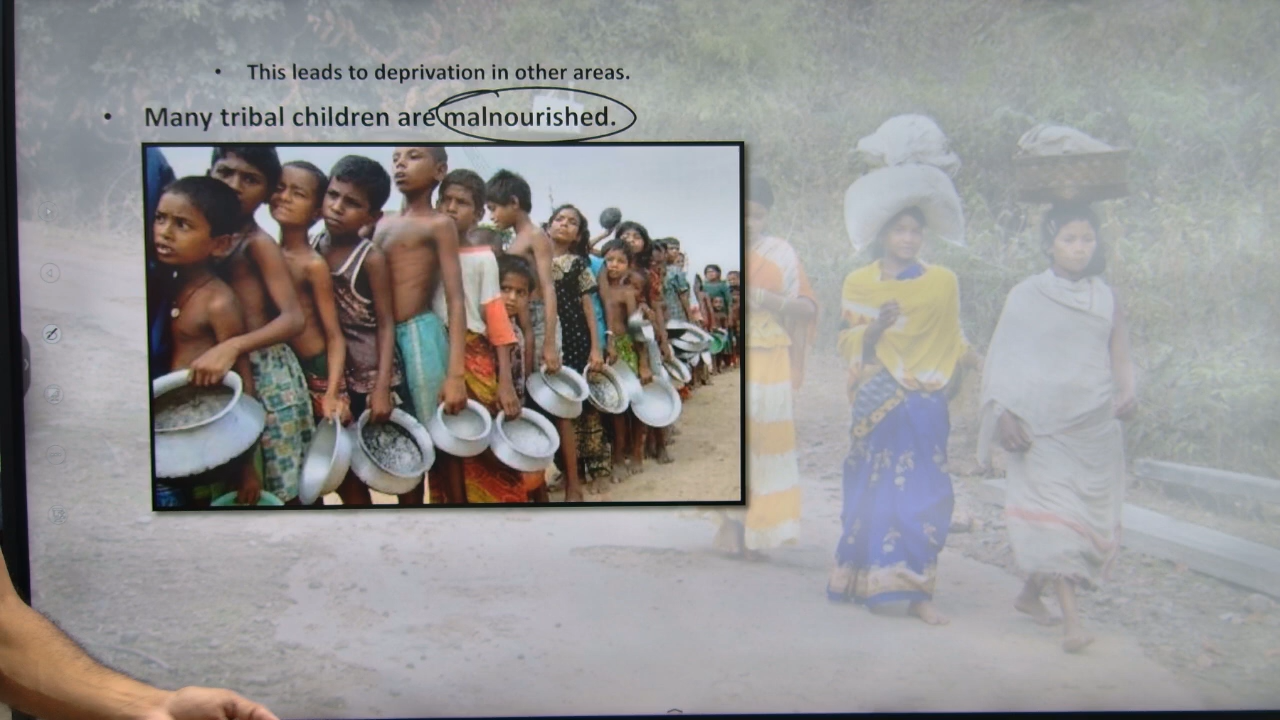 • This leads to deprivation in other areas.
• Many tribal children are malnourished.